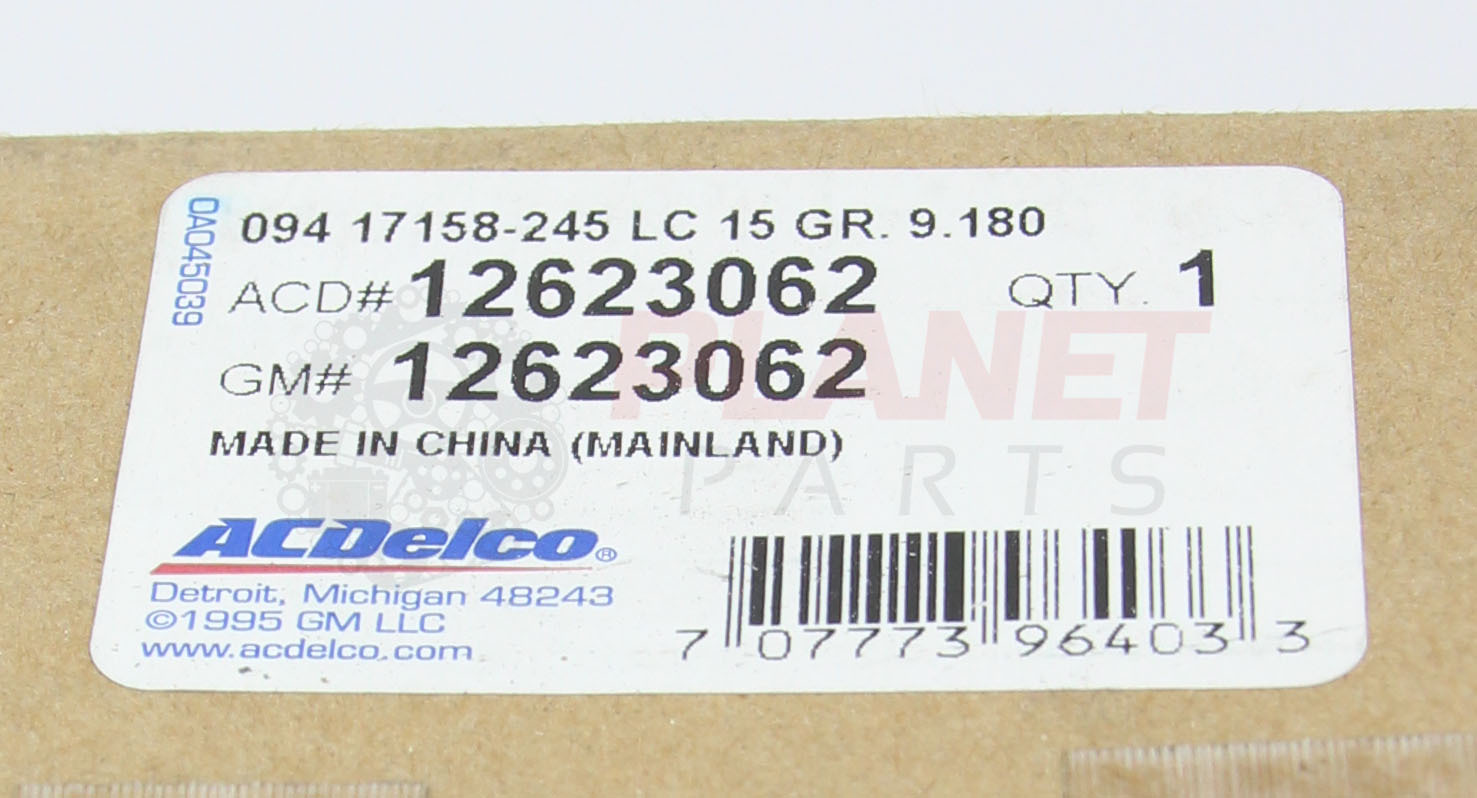 0A045039
094 17158-245 LC 15 GR. 9.180
ACD# 12623062 QTY. 1
GM# 12623062
MADE IN CHINA (MAINLAND)
PLANET
PARTS
ACDelco®
Detroit, Michigan 48243
©1995 GM LLC
www.acdelco.com
7 07773 96403 3